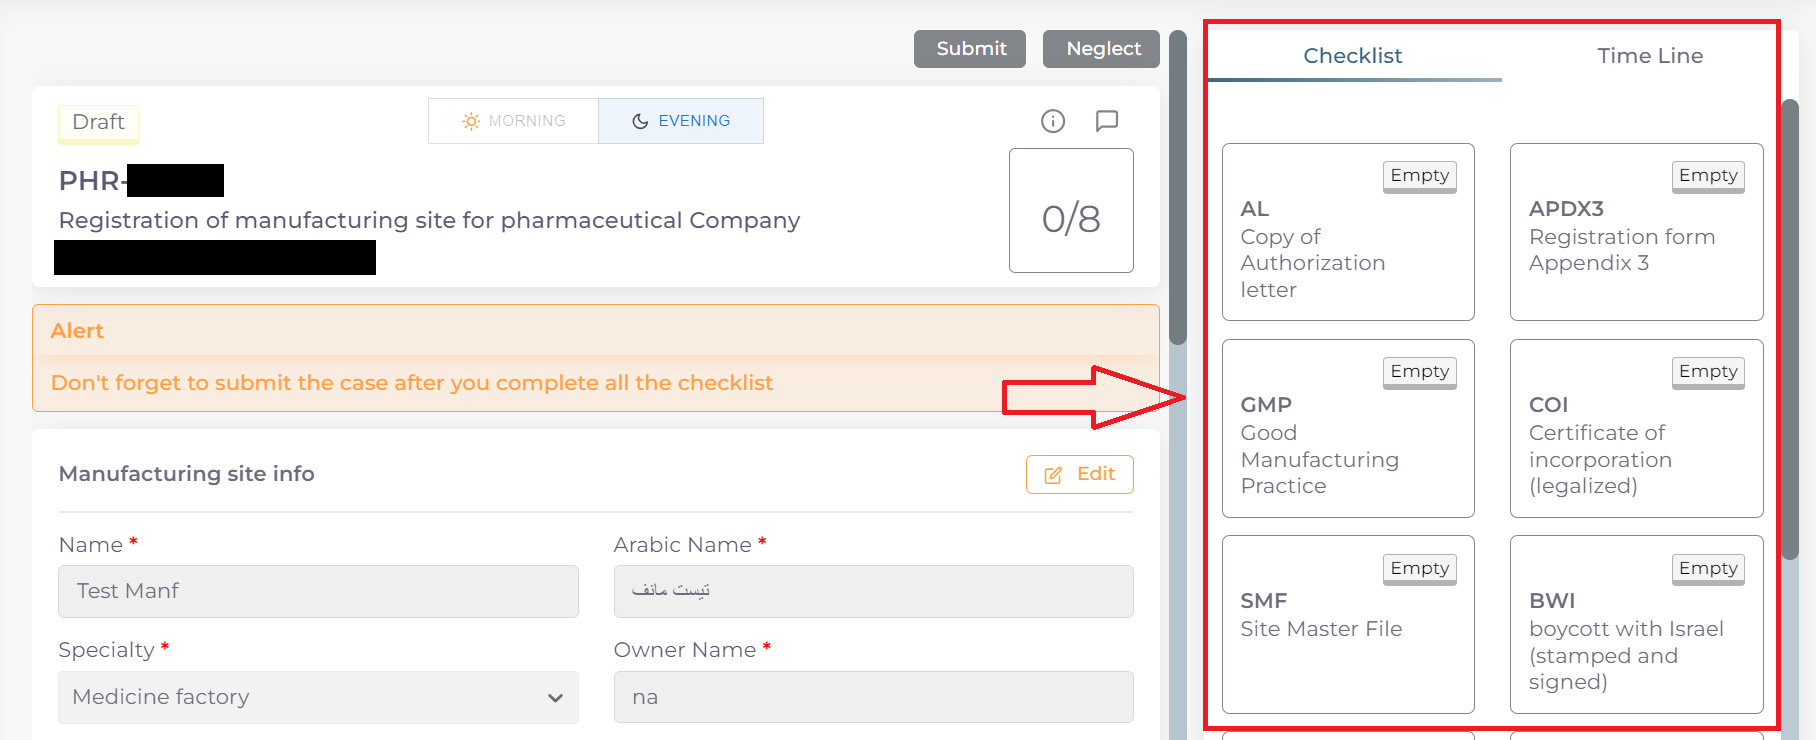 Submit
Neglect
Draft
MORNING
EVENING
PHR-
Registration of manufacturing site for pharmaceutical Company
0/8
Alert
Don't forget to submit the case after you complete all the checklist
Manufacturing site info
Edit
Name *
Arabic Name *
Test Manf
تيست مانف
Specialty *
Owner Name *
Medicine factory
na
Checklist
Time Line
Empty
AL
Copy of
Authorization
letter
Empty
APDX3
Registration form
Appendix 3
Empty
GMP
Good
Manufacturing
Practice
Empty
COI
Certificate of
incorporation
(legalized)
Empty
SMF
Site Master File
Empty
BWI
boycott with Israel
(stamped and
signed)